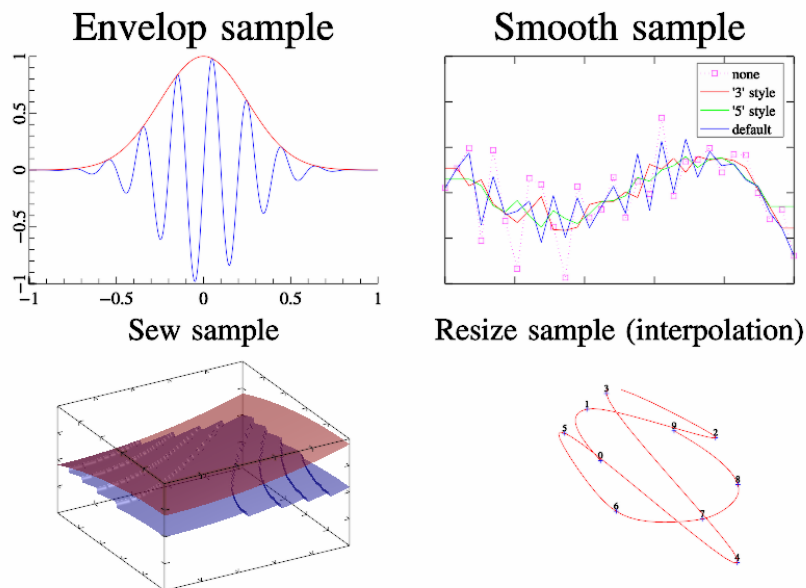 Envelop sample
Smooth sample
1
0.5
0
−0.5
−1
−1
−0.5
0
0.5
1
none
'3' style
'5' style
default
Sew sample
Resize sample (interpolation)
3
1
5
9
2
0
8
6
7
4